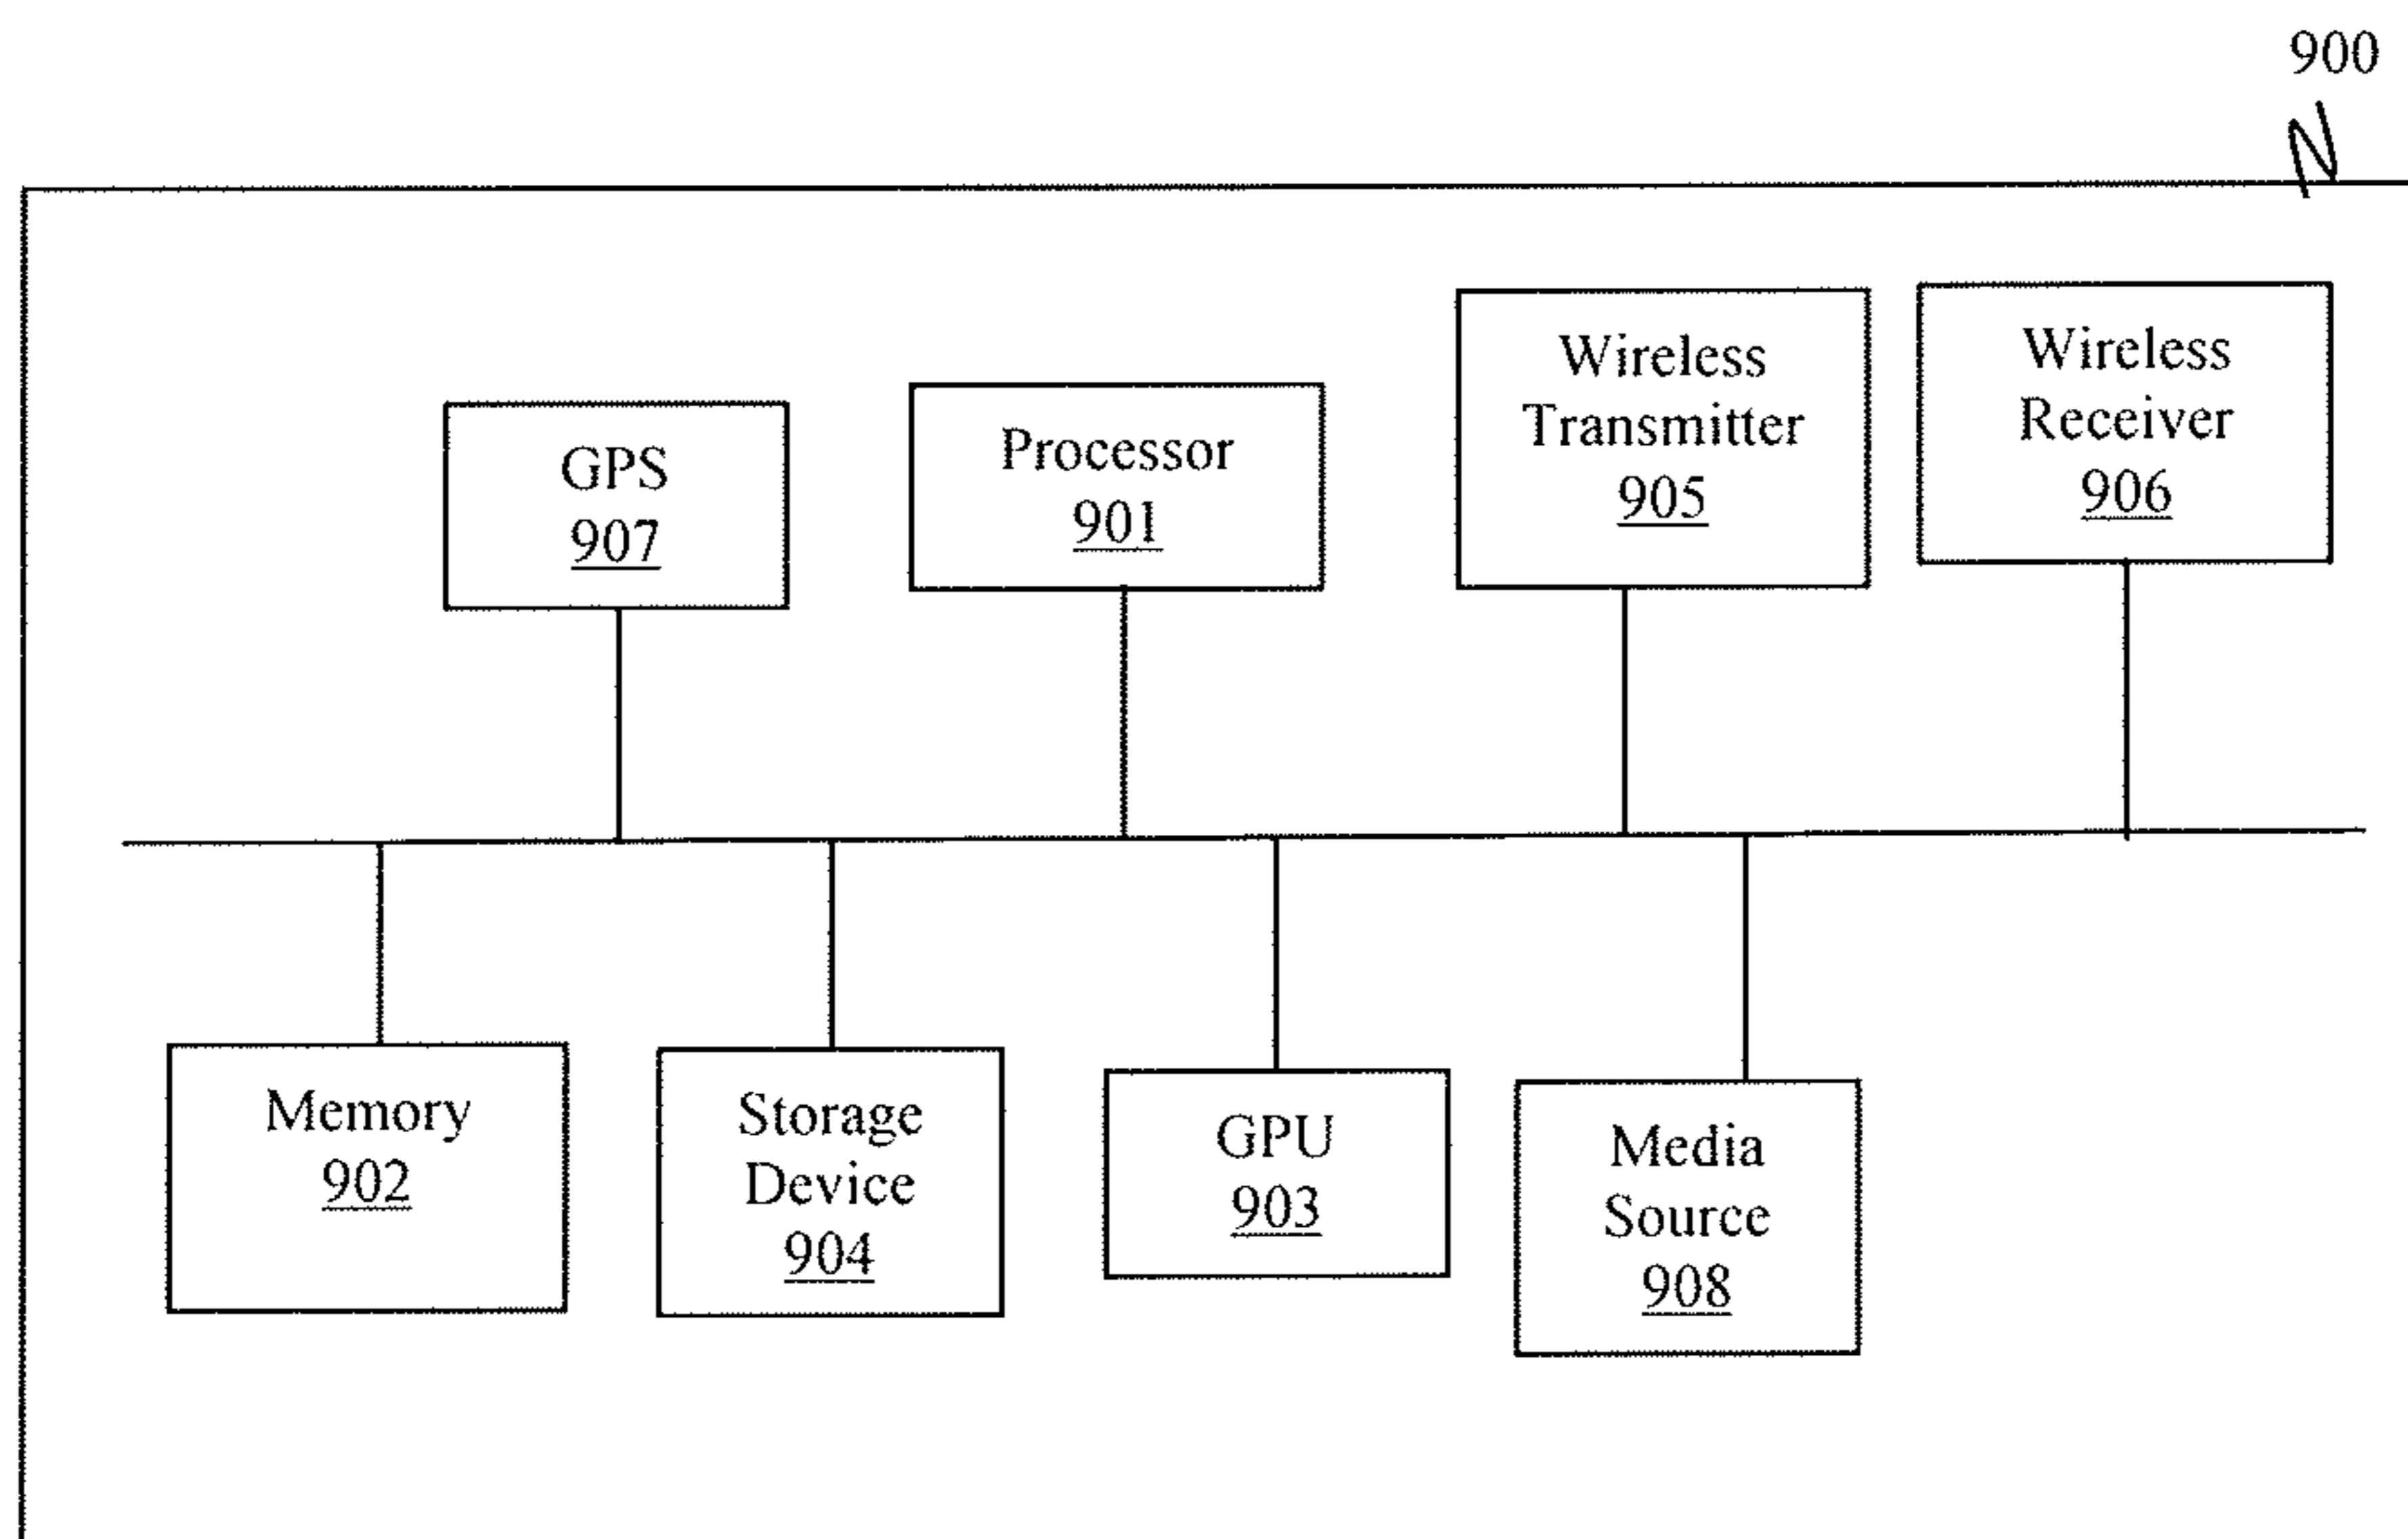 900
GPS
907
Processor
901
Wireless
Transmitter
905
Wireless
Receiver
906
Memory
902
Storage
Device
904
GPU
903
Media
Source
908